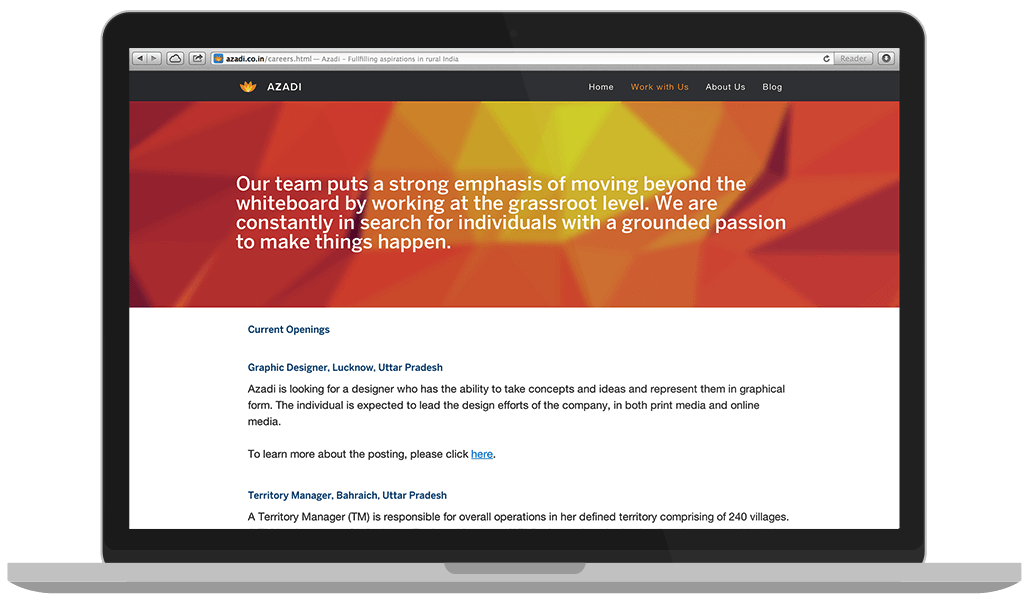 azadi.co.in/careers.html — Azadi - Fullfilling aspirations in rural India
Reader
AZADI
Home Work with Us About Us Blog
Our team puts a strong emphasis of moving beyond the
whiteboard by working at the grassroot level. We are
constantly in search for individuals with a grounded passion
to make things happen.
Current Openings
Graphic Designer, Lucknow, Uttar Pradesh
Azadi is looking for a designer who has the ability to take concepts and ideas and represent them in graphical
form. The individual is expected to lead the design efforts of the company, in both print media and online
media.
To learn more about the posting, please click here.
Territory Manager, Bahraich, Uttar Pradesh
A Territory Manager (TM) is responsible for overall operations in her defined territory comprising of 240 villages.